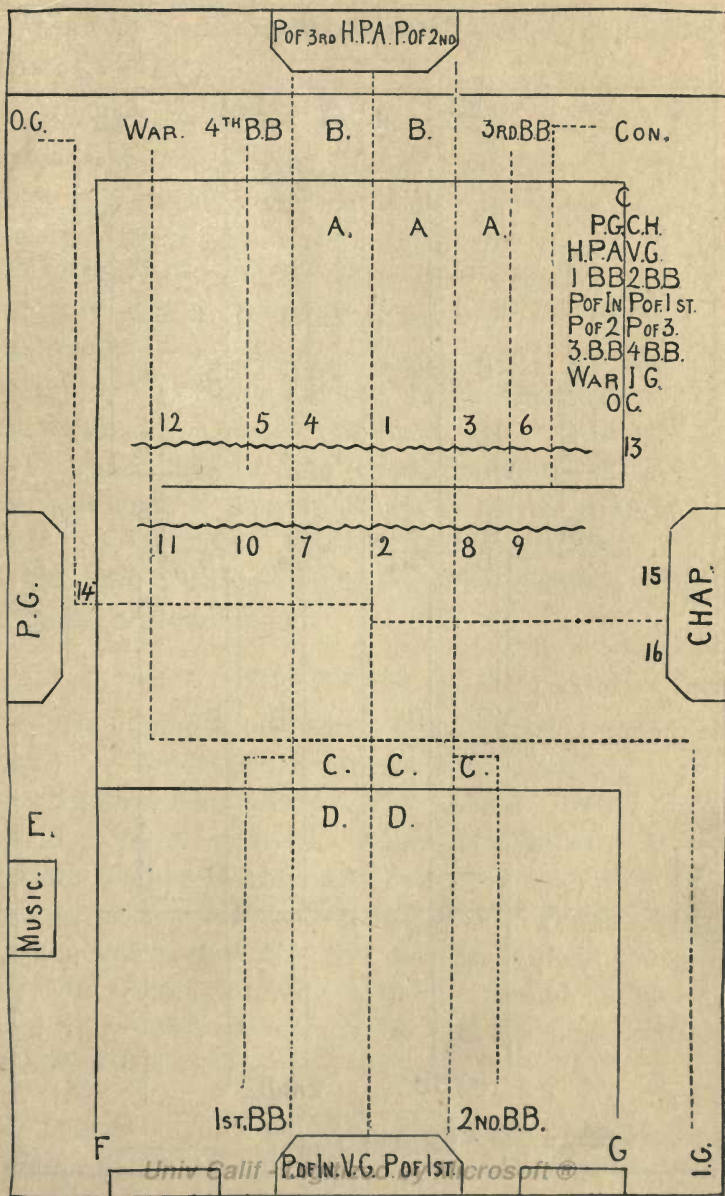 P OF 3RD H.P.A. P. OF 2ND
O.G. WAR. 4TH B.B B. B. 3RD.B.B. CON.
C
A. A A. P.G.C.H.
H.P.A V.G.
1 BB 2.BB
P OF IN P OF. 1 ST.
P OF 2 P OF 3.
3.B.B 4 B.B.
WAR I G.
O C.
12 5 4 1 3 6
13
11 10 7 2 8 9
P.G. 14 15 CHAP.
16
C. C. C.
D. D.
E.
MUSIC.
1ST. BB 2ND. B.B.
F G I.G.
P OF IN. V.G. P OF 1ST.
Univ Calif - Digitized by Microsoft ®